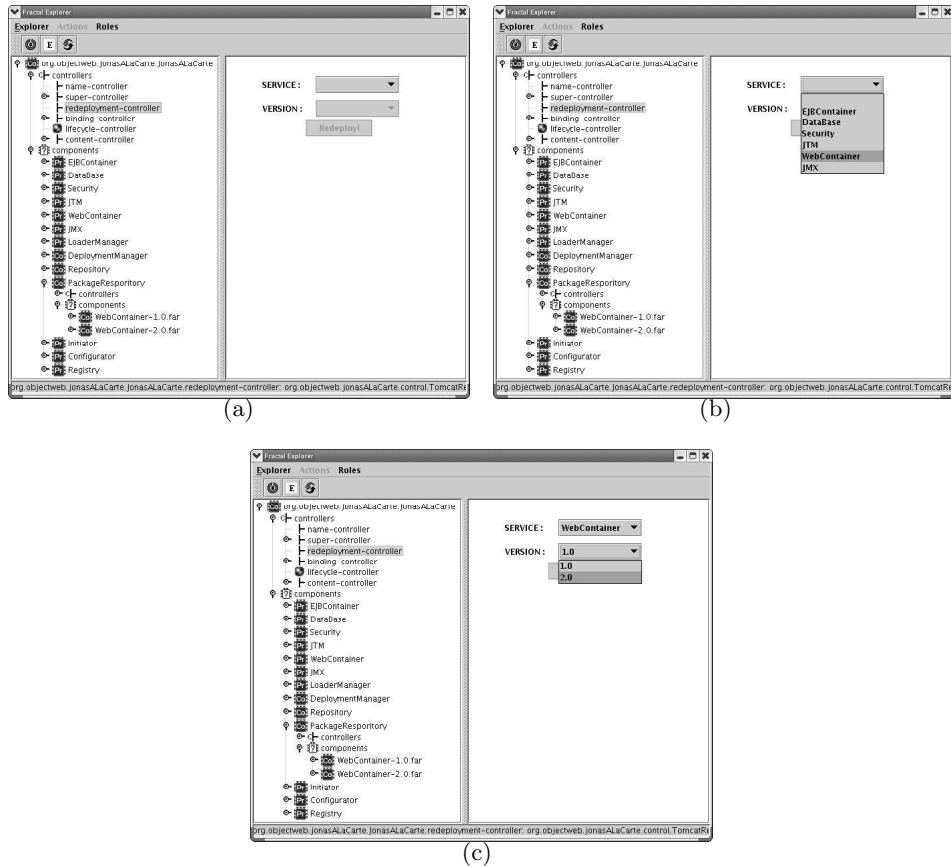 Fractal Explorer
Explorer Actions Roles
E
org.objectweb.jonasALaCarte.JonasALaCarte
controllers
name-controller
super-controller
redeployment-controller
binding controller
lifecycle-controller
content-controller
components
EJBContainer
DataBase
Security
JTM
WebContainer
JMX
LoaderManager
DeploymentManager
Repository
PackageResporitory
controllers
components
WebContainer-1.0.far
WebContainer-2.0.far
Initiator
Configurator
Registry
SERVICE :
VERSION :
Redeploy!
org.objectweb.jonasALaCarte.JonasALaCarte.redeployment-controller: org.objectweb.jonasALaCarte.control.TomcatRe
(a)
Fractal Explorer
Explorer Actions Roles
E
org.objectweb.jonasALaCarte.JonasALaCarte
controllers
name-controller
super-controller
redeployment-controller
binding controller
lifecycle-controller
content-controller
components
EJBContainer
DataBase
Security
JTM
WebContainer
JMX
LoaderManager
DeploymentManager
Repository
PackageResporitory
controllers
components
WebContainer-1.0.far
WebContainer-2.0.far
Initiator
Configurator
Registry
SERVICE :
VERSION :
EJBContainer
DataBase
Security
JTM
WebContainer
JMX
org.objectweb.jonasALaCarte.JonasALaCarte.redeployment-controller: org.objectweb.jonasALaCarte.control.TomcatRe
(b)
Fractal Explorer
Explorer Actions Roles
E
org.objectweb.jonasALaCarte.JonasALaCarte
controllers
name-controller
super-controller
redeployment-controller
binding controller
lifecycle-controller
content-controller
components
EJBContainer
DataBase
Security
JTM
WebContainer
JMX
LoaderManager
DeploymentManager
Repository
PackageResporitory
controllers
components
WebContainer-1.0.far
WebContainer-2.0.far
Initiator
Configurator
Registry
SERVICE : WebContainer
VERSION : 1.0
1.0
2.0
org.objectweb.jonasALaCarte.JonasALaCarte.redeployment-controller: org.objectweb.jonasALaCarte.control.TomcatRe
(c)